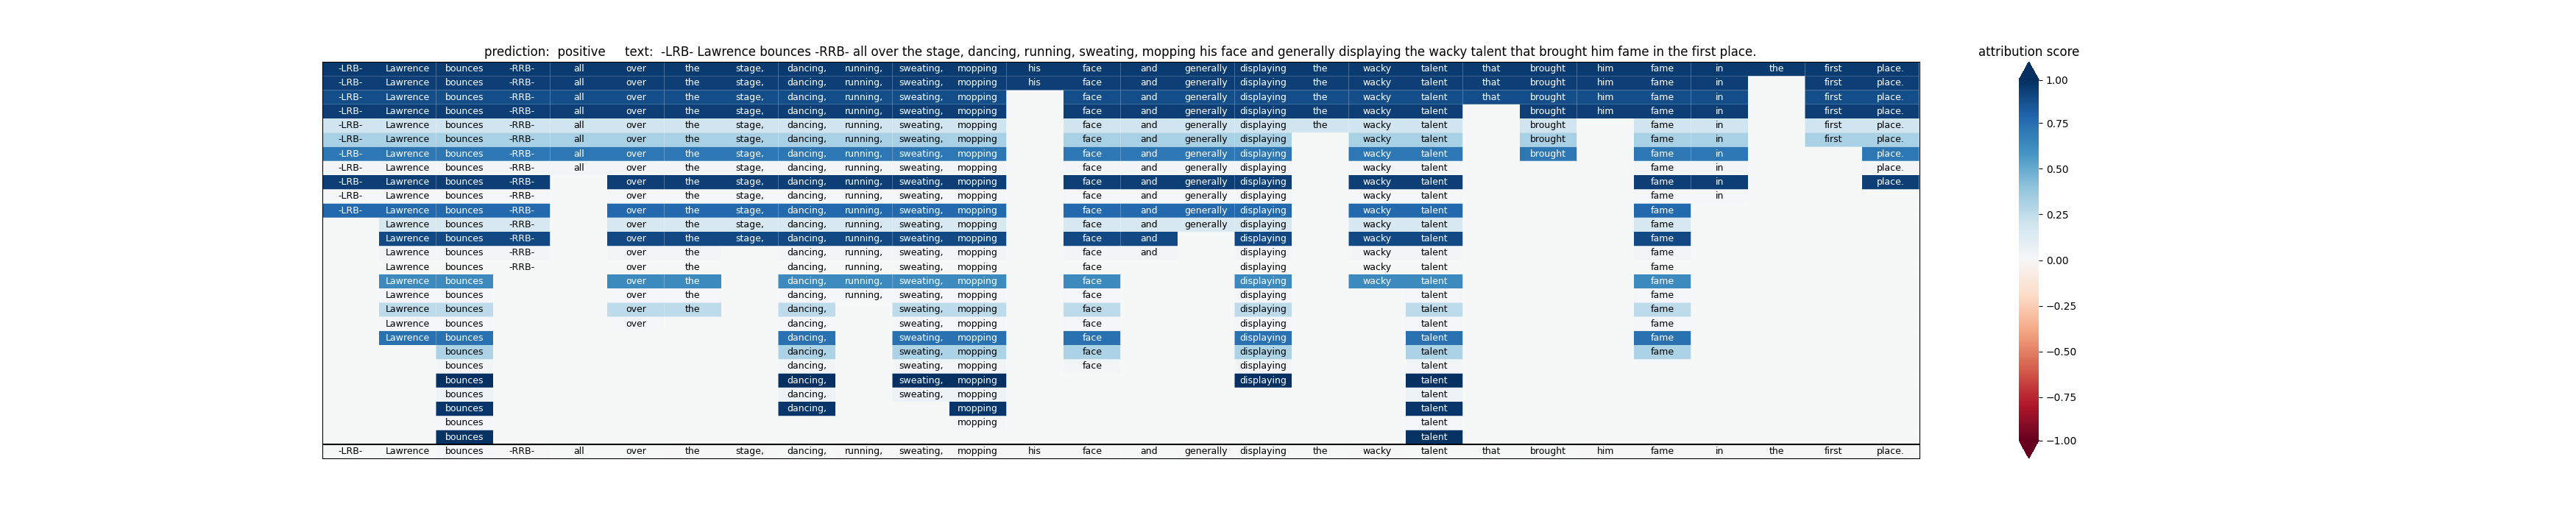 prediction: positive text: -LRB- Lawrence bounces -RRB- all over the stage, dancing, running, sweating, mopping his face and generally displaying the wacky talent that brought him fame in the first place.
attribution score
-LRB- Lawrence bounces -RRB- all over the stage, dancing, running, sweating, mopping his face and generally displaying the wacky talent that brought him fame in the first place.
-LRB- Lawrence bounces -RRB- all over the stage, dancing, running, sweating, mopping his face and generally displaying the wacky talent that brought him fame in first place.
-LRB- Lawrence bounces -RRB- all over the stage, dancing, running, sweating, mopping face and generally displaying the wacky talent that brought him fame in first place.
-LRB- Lawrence bounces -RRB- all over the stage, dancing, running, sweating, mopping face and generally displaying the wacky talent brought him fame in first place.
-LRB- Lawrence bounces -RRB- all over the stage, dancing, running, sweating, mopping face and generally displaying the wacky talent brought fame in first place.
-LRB- Lawrence bounces -RRB- all over the stage, dancing, running, sweating, mopping face and generally displaying wacky talent brought fame in first place.
-LRB- Lawrence bounces -RRB- all over the stage, dancing, running, sweating, mopping face and generally displaying wacky talent brought fame in place.
-LRB- Lawrence bounces -RRB- all over the stage, dancing, running, sweating, mopping face and generally displaying wacky talent fame in place.
-LRB- Lawrence bounces -RRB- over the stage, dancing, running, sweating, mopping face and generally displaying wacky talent fame in place.
-LRB- Lawrence bounces -RRB- over the stage, dancing, running, sweating, mopping face and generally displaying wacky talent fame in
-LRB- Lawrence bounces -RRB- over the stage, dancing, running, sweating, mopping face and generally displaying wacky talent fame
Lawrence bounces -RRB- over the stage, dancing, running, sweating, mopping face and generally displaying wacky talent fame
Lawrence bounces -RRB- over the stage, dancing, running, sweating, mopping face and displaying wacky talent fame
Lawrence bounces -RRB- over the dancing, running, sweating, mopping face and displaying wacky talent fame
Lawrence bounces -RRB- over the dancing, running, sweating, mopping face displaying wacky talent fame
Lawrence bounces over the dancing, running, sweating, mopping face displaying wacky talent fame
Lawrence bounces over the dancing, running, sweating, mopping face displaying talent fame
Lawrence bounces over the dancing, sweating, mopping face displaying talent fame
Lawrence bounces over dancing, sweating, mopping face displaying talent fame
Lawrence bounces dancing, sweating, mopping face displaying talent fame
bounces dancing, sweating, mopping face displaying talent fame
bounces dancing, sweating, mopping face displaying talent
bounces dancing, sweating, mopping displaying talent
bounces dancing, sweating, mopping talent
bounces dancing, mopping talent
bounces mopping talent
bounces talent
-LRB- Lawrence bounces -RRB- all over the stage, dancing, running, sweating, mopping his face and generally displaying the wacky talent that brought him fame in the first place.
1.00
0.75
0.50
0.25
0.00
−0.25
−0.50
−0.75
−1.00